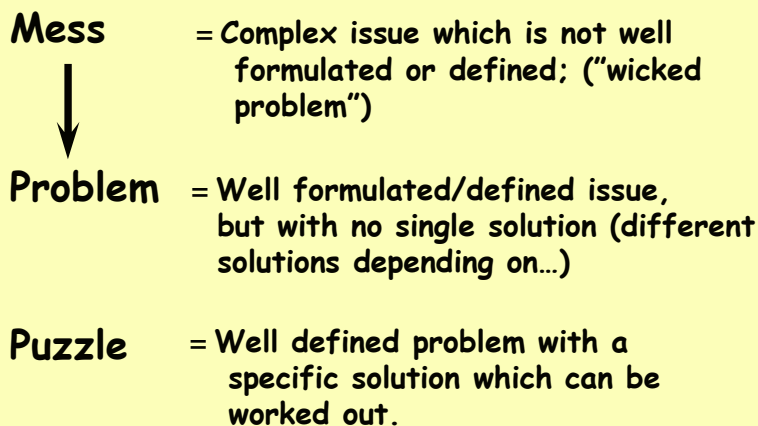 Mess = Complex issue which is not well
formulated or defined; (”wicked
problem”)
Problem = Well formulated/defined issue,
but with no single solution (different
solutions depending on…)
Puzzle = Well defined problem with a
specific solution which can be
worked out.